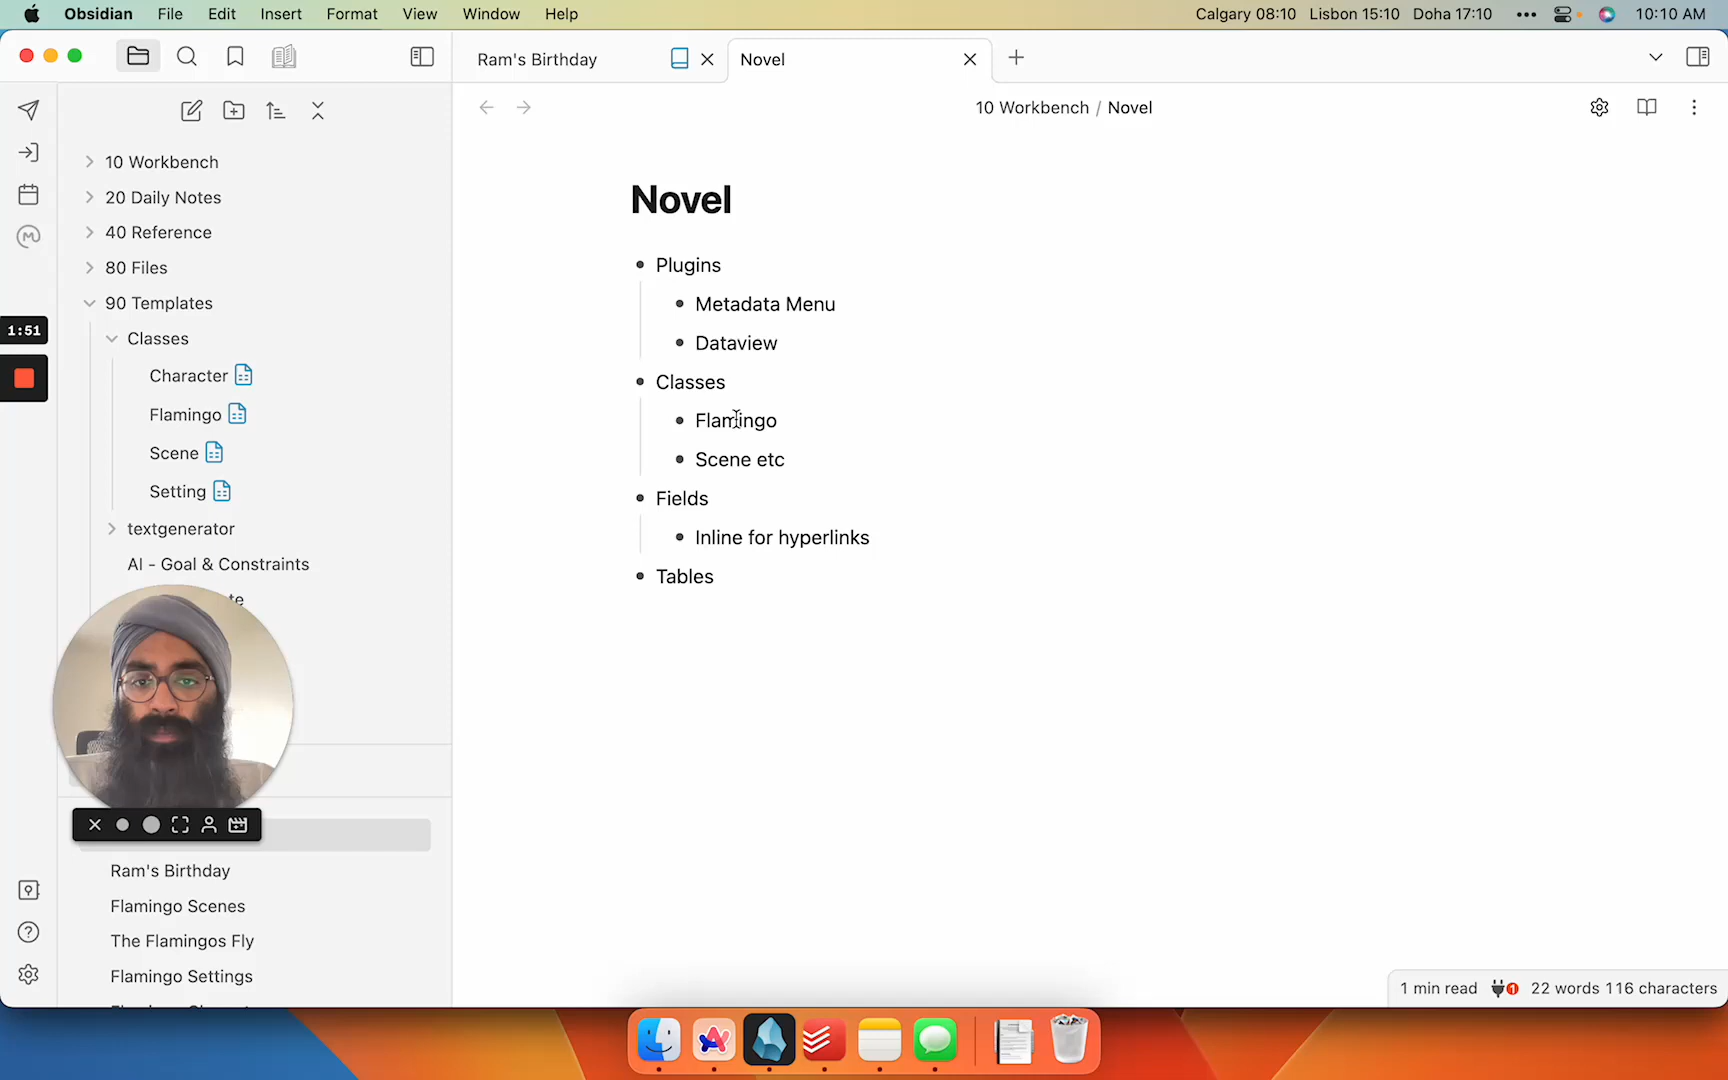 Obsidian File Edit Insert Format View Window Help Calgary 08:10 Lisbon 15:10 Doha 17:10 10:10 AM
Ram's Birthday Novel
10 Workbench / Novel
10 Workbench
20 Daily Notes
40 Reference
80 Files
90 Templates
Classes
Character
Flamingo
Scene
Setting
textgenerator
AI - Goal & Constraints
te
1:51
Ram's Birthday
Flamingo Scenes
The Flamingos Fly
Flamingo Settings
Novel
Plugins
Metadata Menu
Dataview
Classes
Flamingo
Scene etc
Fields
Inline for hyperlinks
Tables
1 min read 1 22 words 116 characters